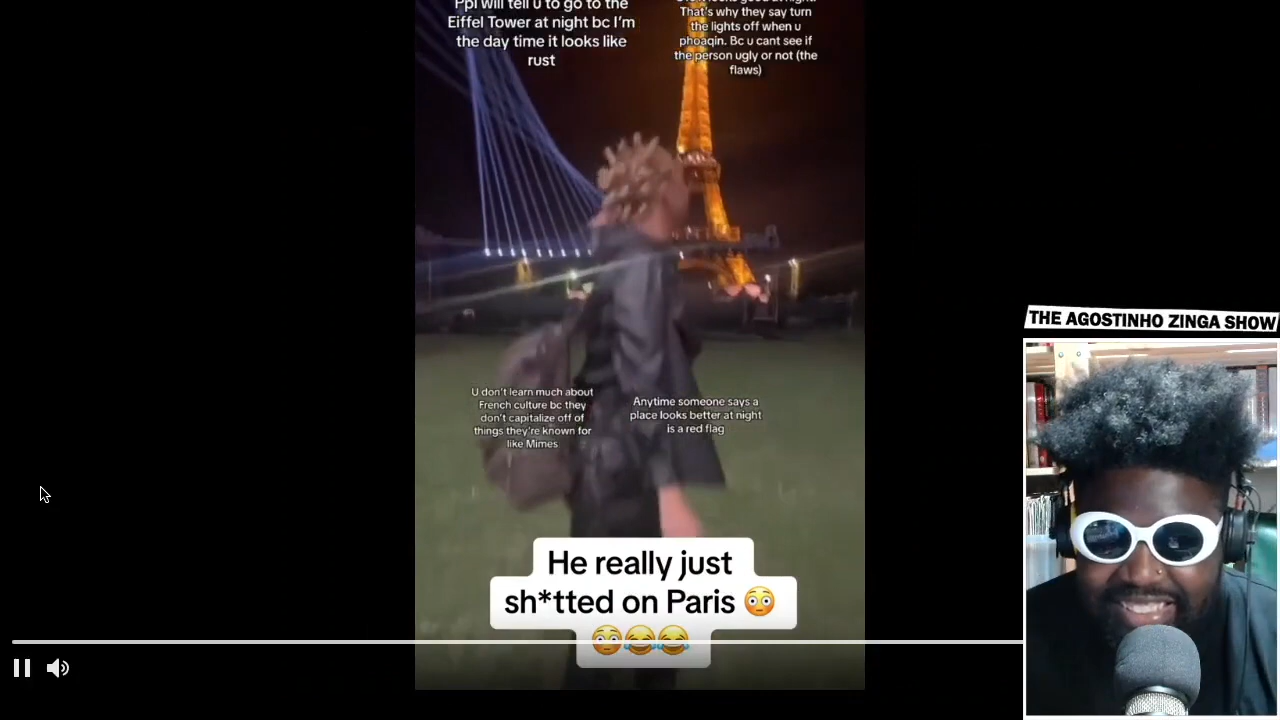 Ppl will tell u to go to the
Eiffel Tower at night bc I'm
the day time it looks like
rust
That's why they say turn
the lights off when u
phoaqin. Bc u cant see if
the person ugly or not (the
flaws)
U don't learn much about
French culture bc they
don't capitalize off of
things they're known for
like Mimes
Anytime someone says a
place looks better at night
is a red flag
He really just
sh*tted on Paris 😳
😳😂😂
THE AGOSTINHO ZINGA SHOW